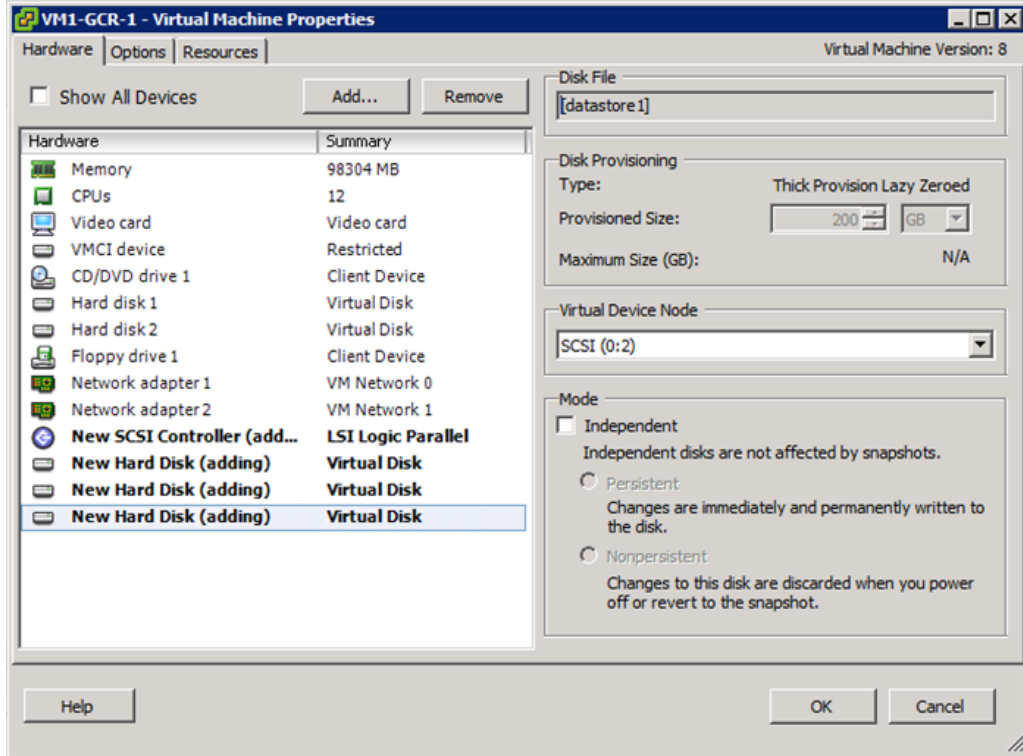 VM1-GCR-1 - Virtual Machine Properties
Hardware Options Resources Virtual Machine Version: 8
Show All Devices Add... Remove
Hardware Summary
Memory 98304 MB
CPUs 12
Video card Video card
VMCI device Restricted
CD/DVD drive 1 Client Device
Hard disk 1 Virtual Disk
Hard disk 2 Virtual Disk
Floppy drive 1 Client Device
Network adapter 1 VM Network 0
Network adapter 2 VM Network 1
New SCSI Controller (add... LSI Logic Parallel
New Hard Disk (adding) Virtual Disk
New Hard Disk (adding) Virtual Disk
New Hard Disk (adding) Virtual Disk
Disk File
[datastore1]
Disk Provisioning
Type: Thick Provision Lazy Zeroed
Provisioned Size: 200 GB
Maximum Size (GB): N/A
Virtual Device Node
SCSI (0:2)
Mode
Independent
Independent disks are not affected by snapshots.
Persistent
Changes are immediately and permanently written to
the disk.
Nonpersistent
Changes to this disk are discarded when you power
off or revert to the snapshot.
Help OK Cancel